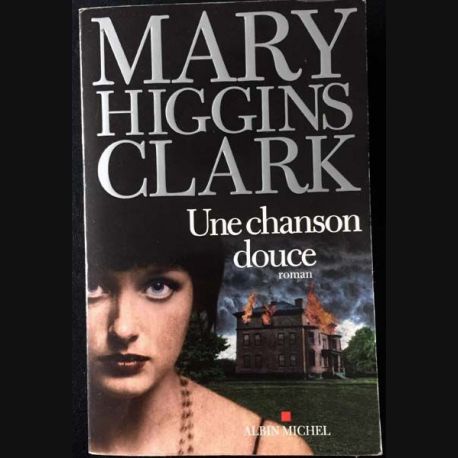 MARY
HIGGINS
CLARK
Une chanson
douce
roman
ALBIN MICHEL